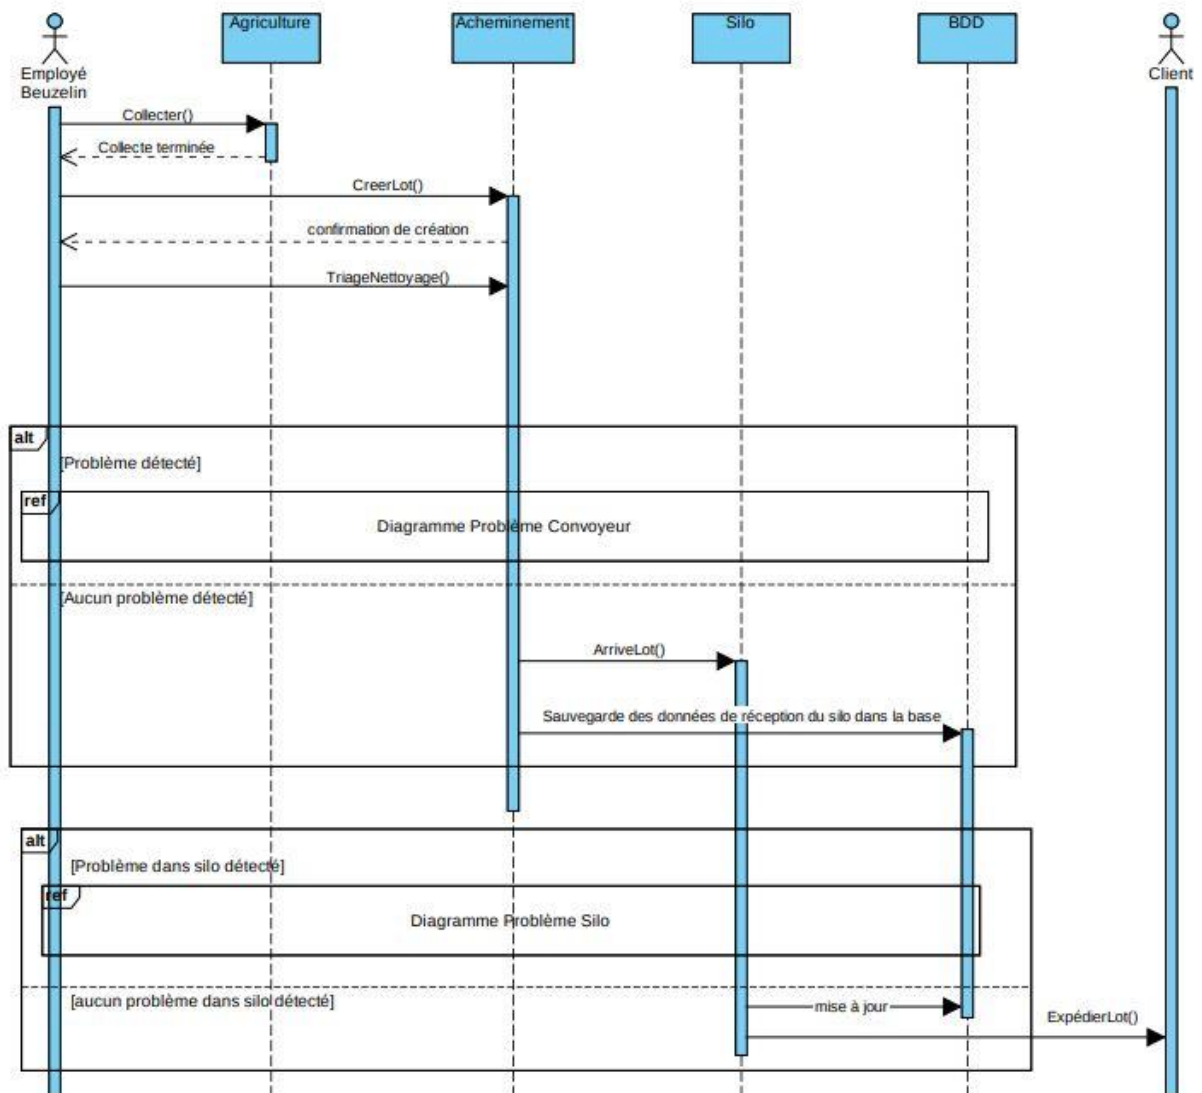 Agriculture
Acheminement
Silo
BDD
Employé
Beuzelin
Client
Collecter()
Collecte terminée
CreerLot()
confirmation de création
TriageNettoyage()
alt
[Problème détecté]
ref
Diagramme Problème Convoyeur
[Aucun problème détecté]
ArriveLot()
Sauvegarde des données de réception du silo dans la base
alt
[Problème dans silo détecté]
ref
Diagramme Problème Silo
[aucun problème dans silo détecté]
mise à jour
ExpédierLot()